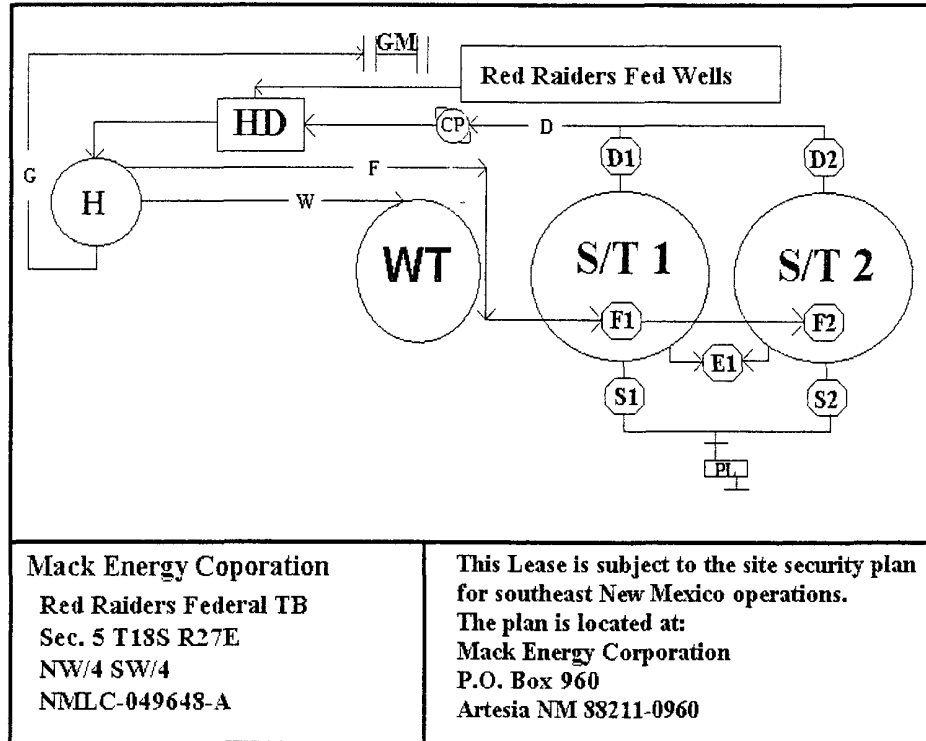 GM
Red Raiders Fed Wells
HD
CP
D
G
H
F
W
D1
D2
WT
S/T 1
S/T 2
F1
F2
E1
S1
S2
PL
Mack Energy Coporation
Red Raiders Federal TB
Sec. 5 T18S R27E
NW/4 SW/4
NMLC-049648-A
This Lease is subject to the site security plan
for southeast New Mexico operations.
The plan is located at:
Mack Energy Corporation
P.O. Box 960
Artesia NM 88211-0960